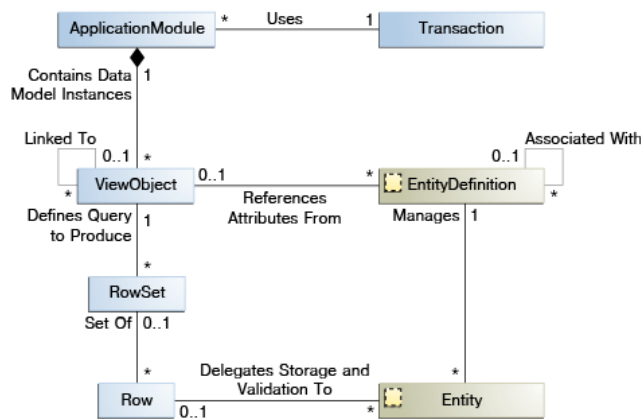 ApplicationModule * Uses 1 Transaction
Contains Data
Model Instances
1
Linked To
0..1 *
Associated With
0..1
* ViewObject 0..1 * EntityDefinition *
References
Attributes From
Defines Query
to Produce
1
Manages 1
*
RowSet
Set Of 0..1
* *
Delegates Storage and
Validation To
Row 0..1 * Entity